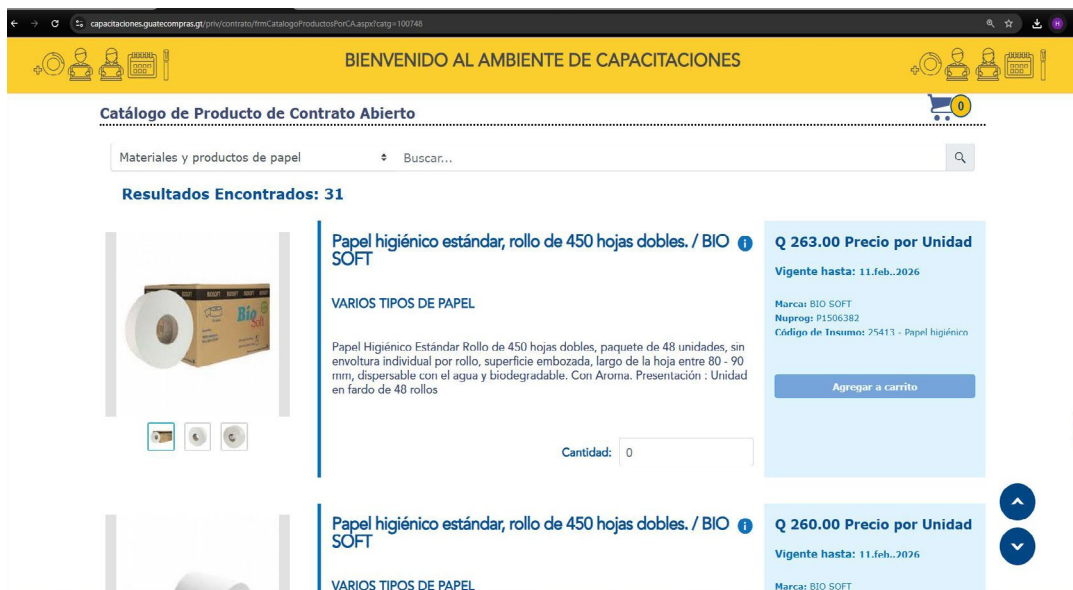 capacitaciones.guatecompras.gt/priv/contrato/frmCatalogoProductosPorCA.aspx?catg=100748
H
BIENVENIDO AL AMBIENTE DE CAPACITACIONES
Catálogo de Producto de Contrato Abierto
0
Materiales y productos de papel
Buscar...
Resultados Encontrados: 31
Bio
Soft
Papel higiénico estándar, rollo de 450 hojas dobles. / BIO
SOFT
VARIOS TIPOS DE PAPEL
Papel Higiénico Estándar Rollo de 450 hojas dobles, paquete de 48 unidades, sin
envoltura individual por rollo, superficie embozada, largo de la hoja entre 80 - 90
mm, dispersable con el agua y biodegradable. Con Aroma. Presentación : Unidad
en fardo de 48 rollos
Cantidad: 0
Q 263.00 Precio por Unidad
Vigente hasta: 11.feb..2026
Marca: BIO SOFT
Nuprog: P1506382
Código de Insumo: 25413 - Papel higiénico
Agregar a carrito
Papel higiénico estándar, rollo de 450 hojas dobles. / BIO
SOFT
VARIOS TIPOS DE PAPEL
Q 260.00 Precio por Unidad
Vigente hasta: 11.feb..2026
Marca: BIO SOFT